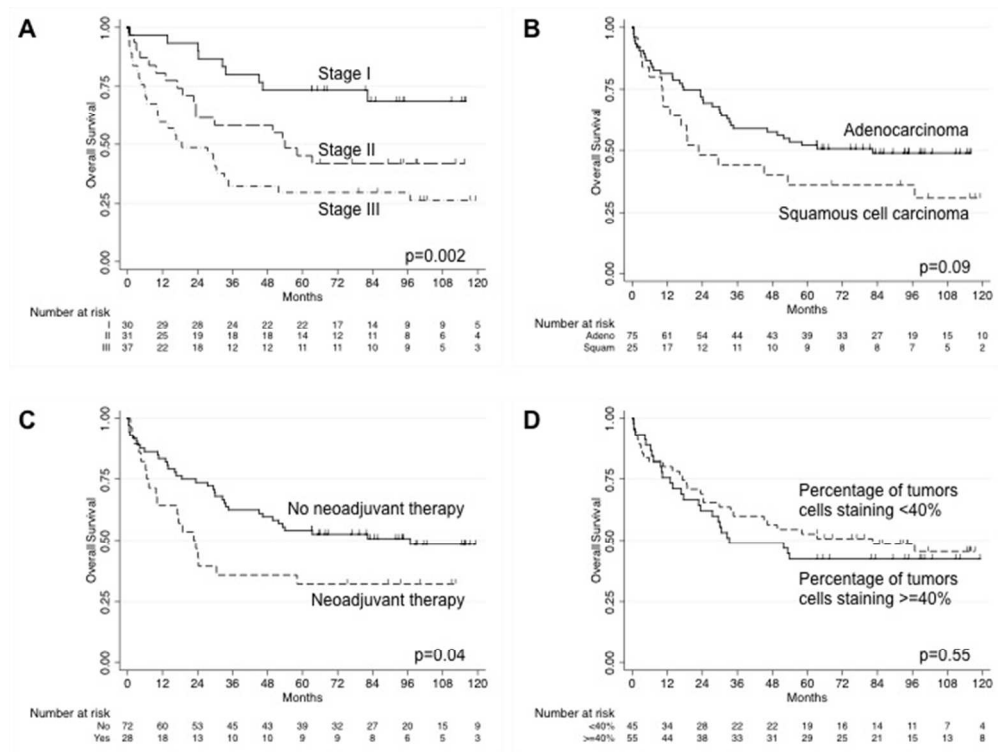 A
Overall Survival
1.00
0.75
0.50
0.25
0.00
Stage I
Stage II
Stage III
p=0.002
0 12 24 36 48 60 72 84 96 108 120
Months
Number at risk
I 30 29 28 24 22 22 17 14 9 9 5
II 31 25 19 18 18 14 12 11 8 6 4
III 37 22 18 12 12 11 11 10 9 5 3
B
Overall Survival
1.00
0.75
0.50
0.25
0.00
Adenocarcinoma
Squamous cell carcinoma
p=0.09
0 12 24 36 48 60 72 84 96 108 120
Months
Number at risk
Adeno 75 61 54 44 43 39 33 27 19 15 10
Squam 25 17 12 11 10 9 8 8 7 5 2
C
Overall Survival
1.00
0.75
0.50
0.25
0.00
No neoadjuvant therapy
Neoadjuvant therapy
p=0.04
0 12 24 36 48 60 72 84 96 108 120
Months
Number at risk
No 72 60 53 45 43 39 32 27 20 15 9
Yes 28 18 13 10 10 9 9 8 6 5 3
D
Overall Survival
1.00
0.75
0.50
0.25
0.00
Percentage of tumors
cells staining <40%
Percentage of tumors
cells staining >=40%
p=0.55
0 12 24 36 48 60 72 84 96 108 120
Months
Number at risk
<40% 45 34 28 22 22 19 16 14 11 7 4
>=40% 55 44 38 33 31 29 25 21 15 13 8